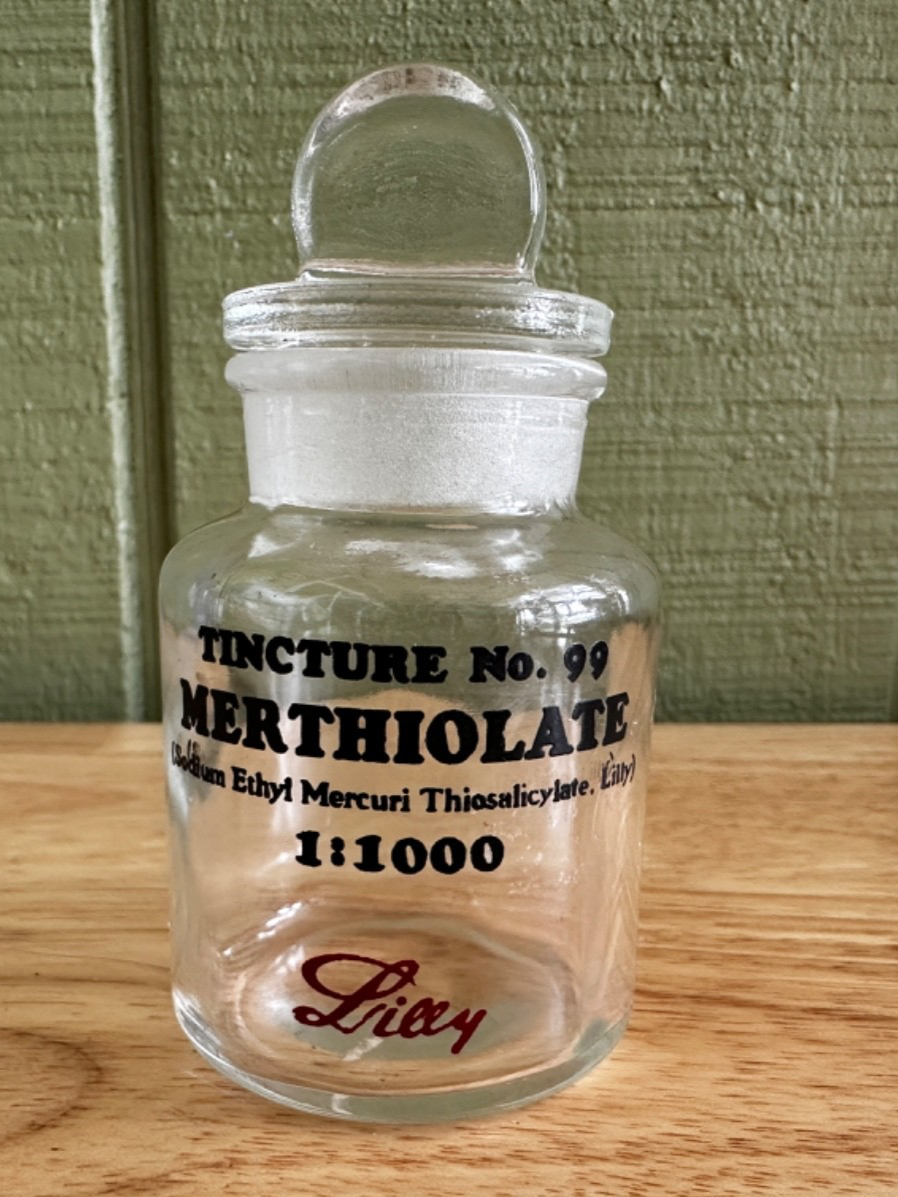 TINCTURE No. 99
MERTHIOLATE
(Sodium Ethyl Mercuri Thiosalicylate, Lilly)
1:1000
Lilly